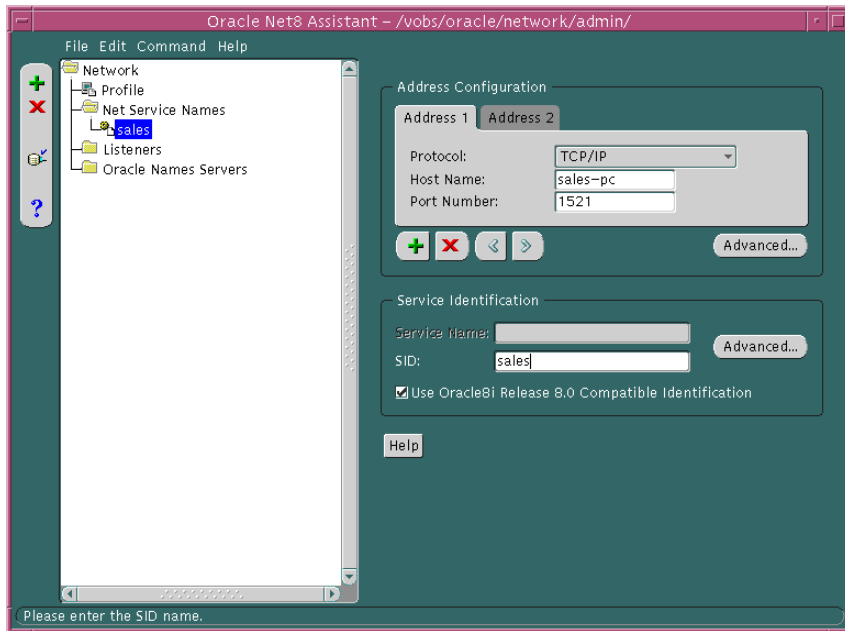 Oracle Net8 Assistant – /vobs/oracle/network/admin/
File Edit Command Help
Network
Profile
Net Service Names
sales
Listeners
Oracle Names Servers
?
Address Configuration
Address 1 Address 2
Protocol: TCP/IP
Host Name: sales-pc
Port Number: 1521
Advanced...
Service Identification
Service Name:
SID: sales
Advanced...
Use Oracle8i Release 8.0 Compatible Identification
Help
Please enter the SID name.